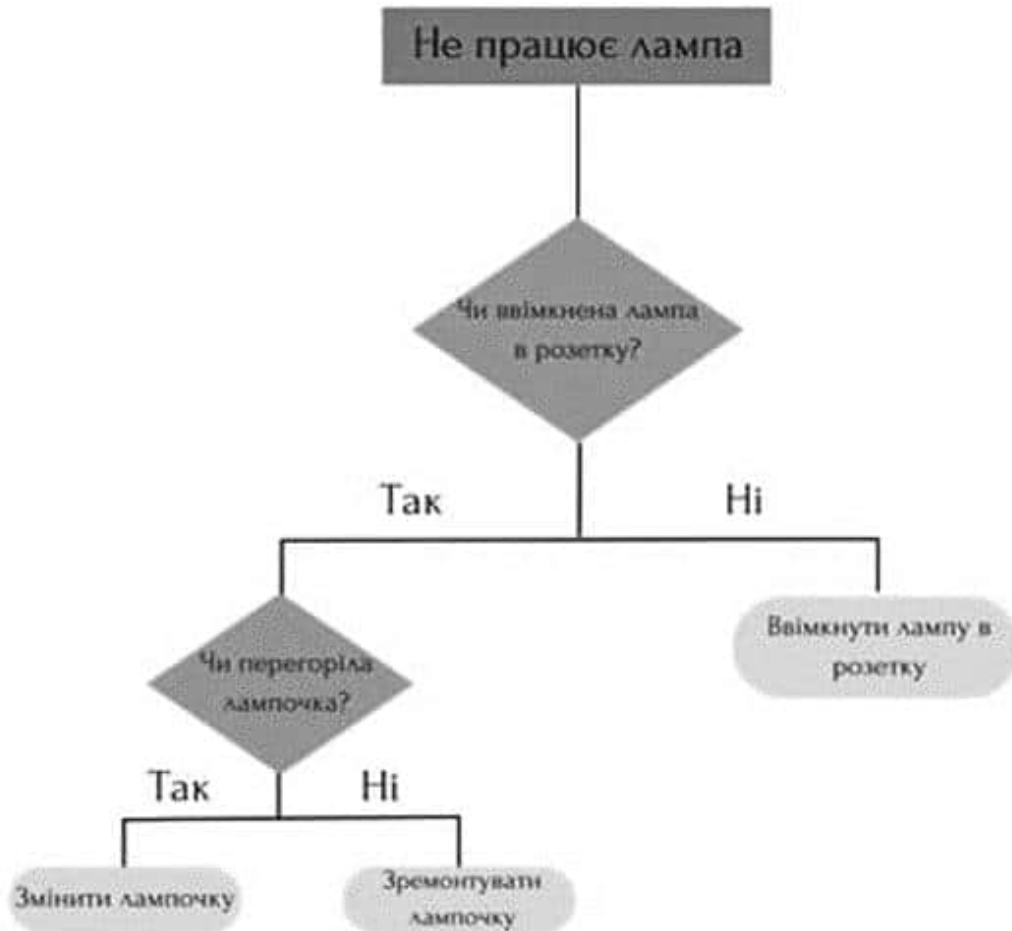 Не працює лампа
Чи ввімкнена лампа
в розетку?
Так
Ні
Ввімкнути лампу в
розетку
Чи перегоріла
лампочка?
Так
Ні
Змінити лампочку
Зремонтувати
лампочку